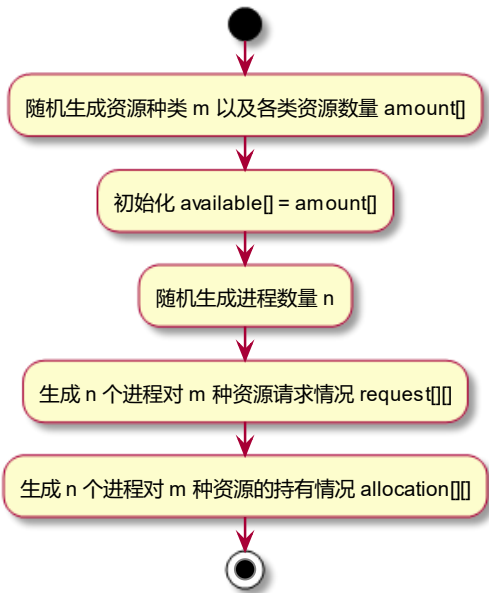 随机生成资源种类 m 以及各类资源数量 amount[]
初始化 available[] = amount[]
随机生成进程数量 n
生成 n 个进程对 m 种资源请求情况 request[][]
生成 n 个进程对 m 种资源的持有情况 allocation[][]